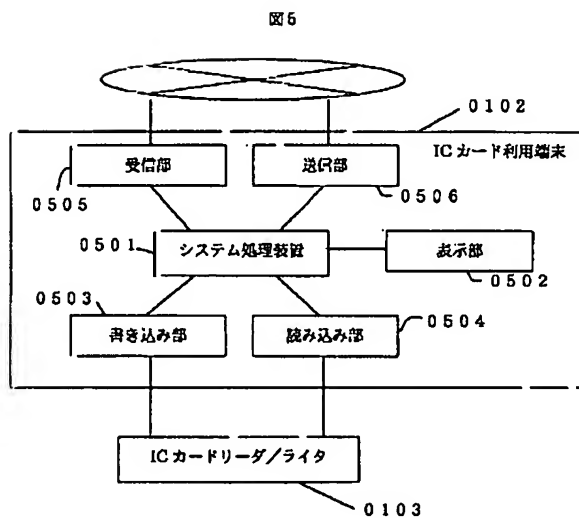 図5
0102
ICカード利用端末
受信部
送信部
0505
0506
0501
システム処理装置
表示部
0502
0503
書き込み部
読み込み部
0504
ICカードリーダ／ライタ
0103